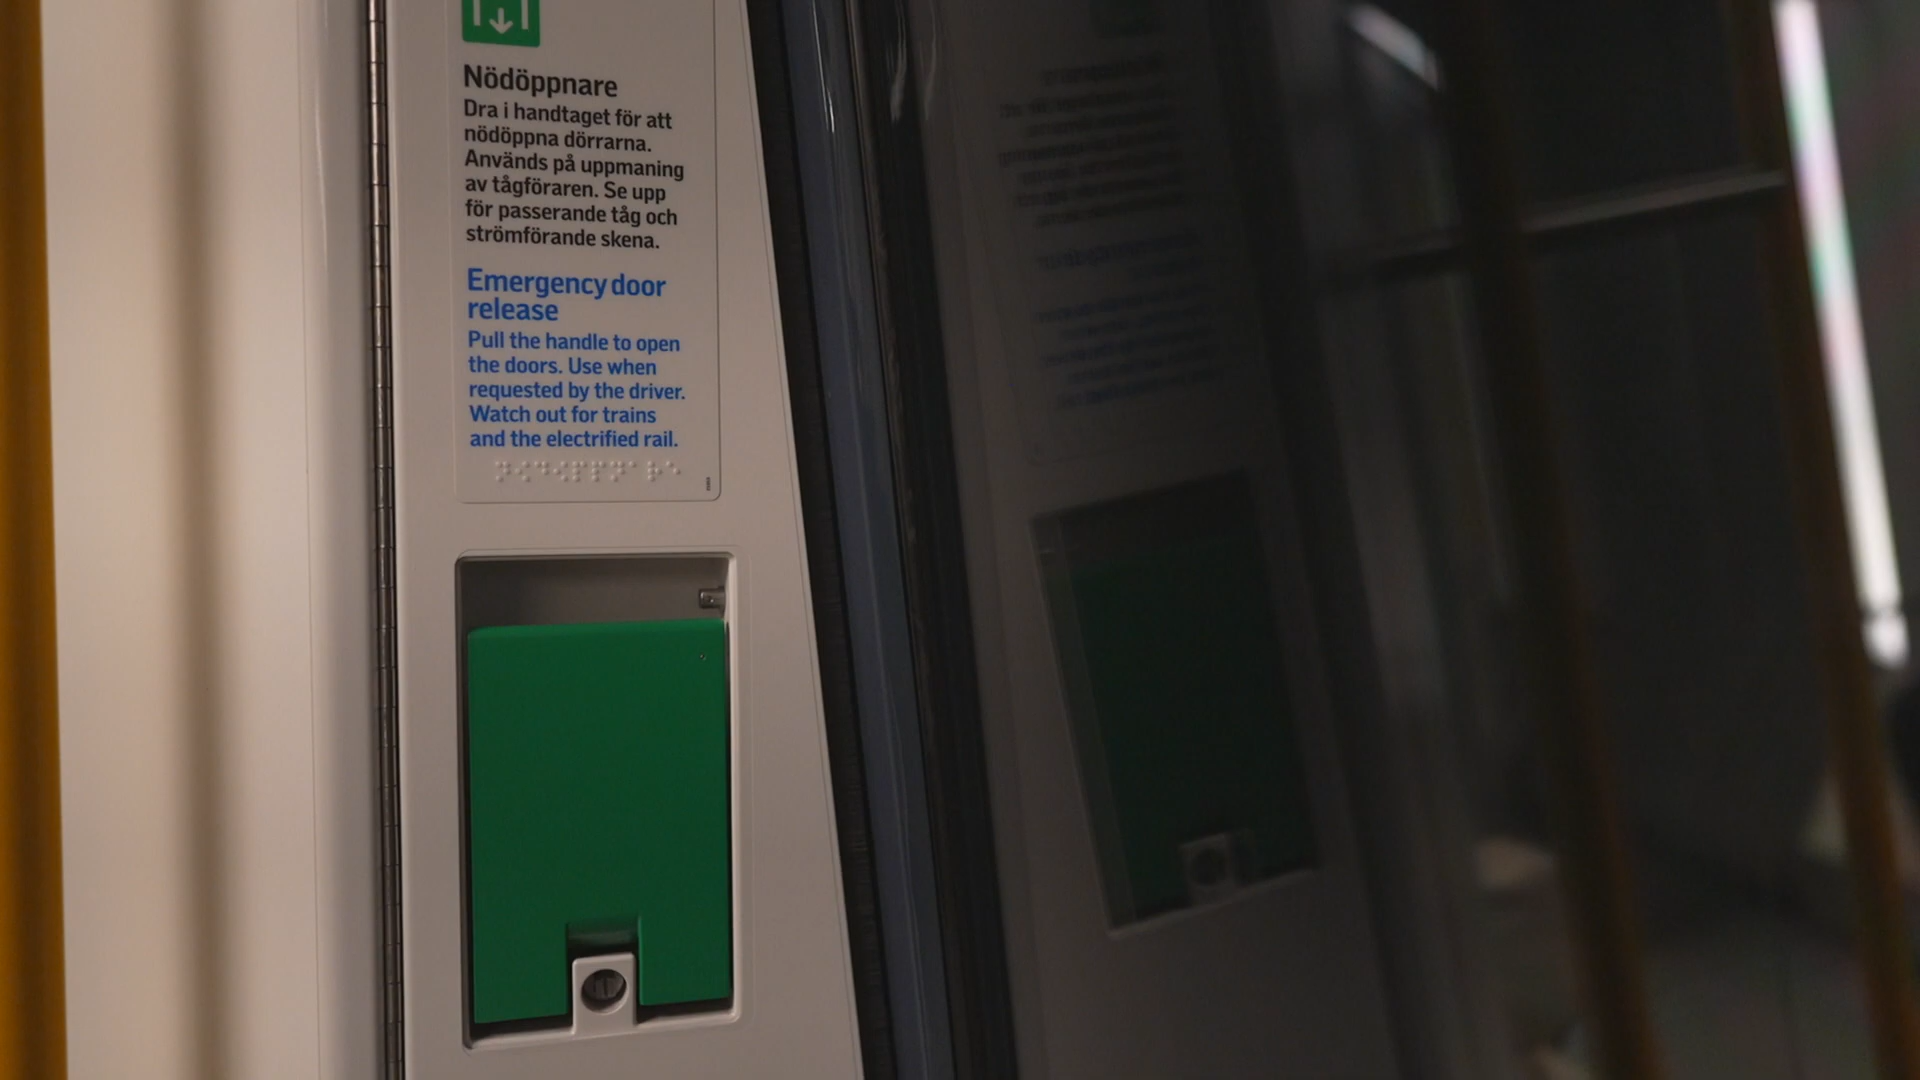 Nödöppnare
Dra i handtaget för att
nödöppna dörrarna.
Används på uppmaning
av tågföraren. Se upp
för passerande tåg och
strömförande skena.
Emergency door
release
Pull the handle to open
the doors. Use when
requested by the driver.
Watch out for trains
and the electrified rail.